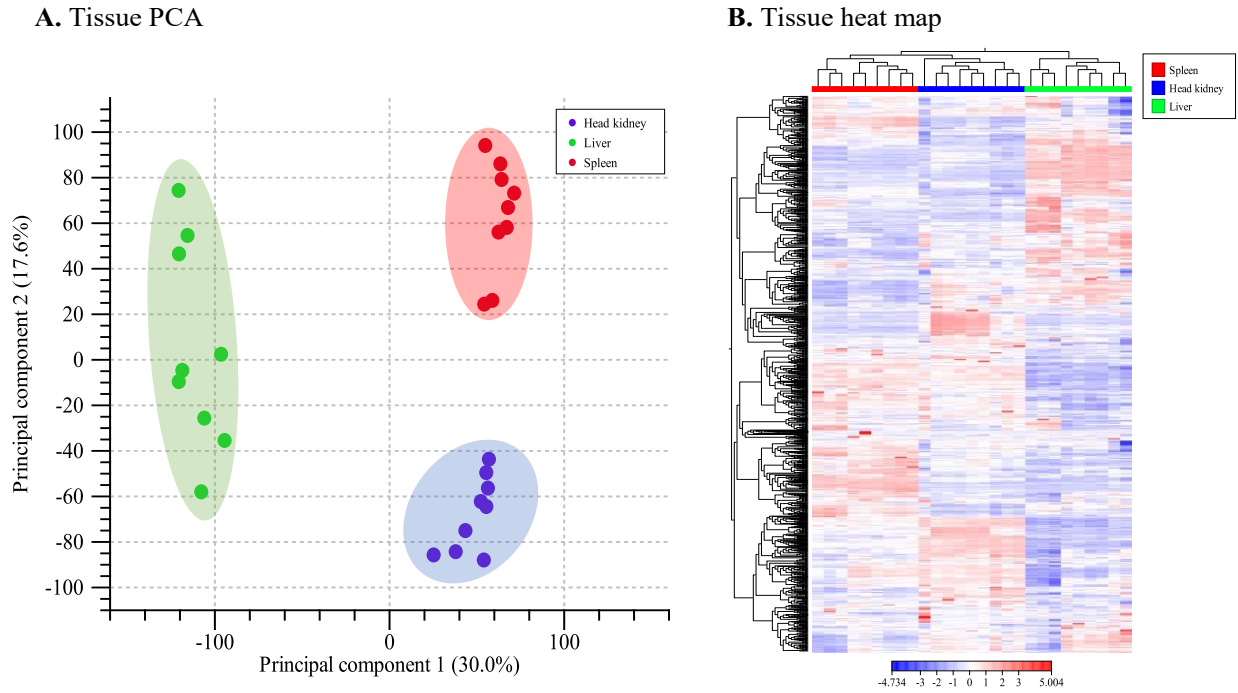 A. Tissue PCA
Principal component 2 (17.6%)
100
80
60
40
20
0
-20
-40
-60
-80
-100
-100
0
100
Principal component 1 (30.0%)
Head kidney
Liver
Spleen
B. Tissue heat map
Spleen
Head kidney
Liver
-4.734 -3 -2 -1 0 1 2 3 5.004